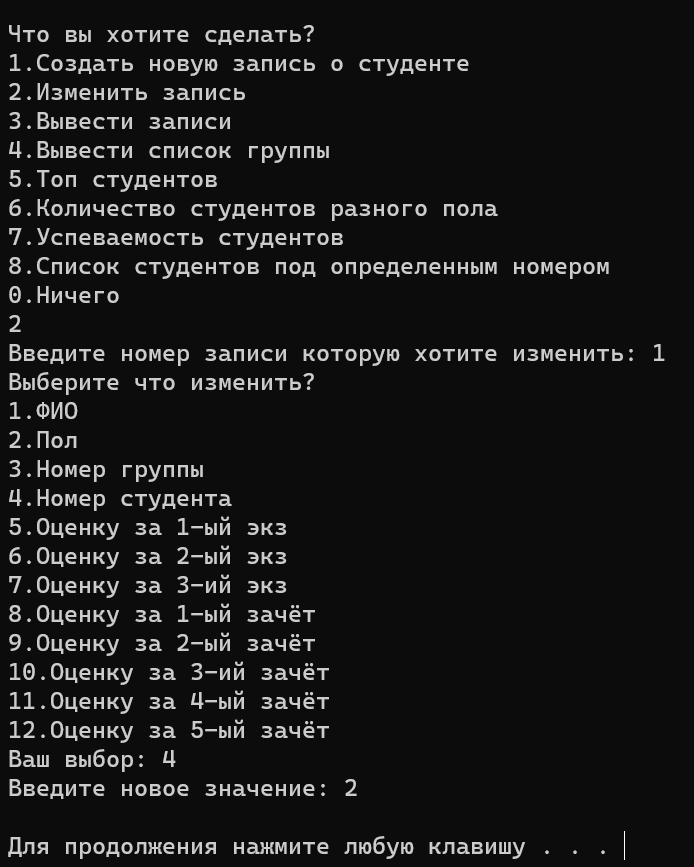 Что вы хотите сделать?
1.Создать новую запись о студенте
2.Изменить запись
3.Вывести записи
4.Вывести список группы
5.Топ студентов
6.Количество студентов разного пола
7.Успеваемость студентов
8.Список студентов под определенным номером
0.Ничего
2
Введите номер записи которую хотите изменить: 1
Выберите что изменить?
1.ФИО
2.Пол
3.Номер группы
4.Номер студента
5.Оценку за 1-ый экз
6.Оценку за 2-ый экз
7.Оценку за 3-ий экз
8.Оценку за 1-ый зачёт
9.Оценку за 2-ый зачёт
10.Оценку за 3-ий зачёт
11.Оценку за 4-ый зачёт
12.Оценку за 5-ый зачёт
Ваш выбор: 4
Введите новое значение: 2
Для продолжения нажмите любую клавишу . . .